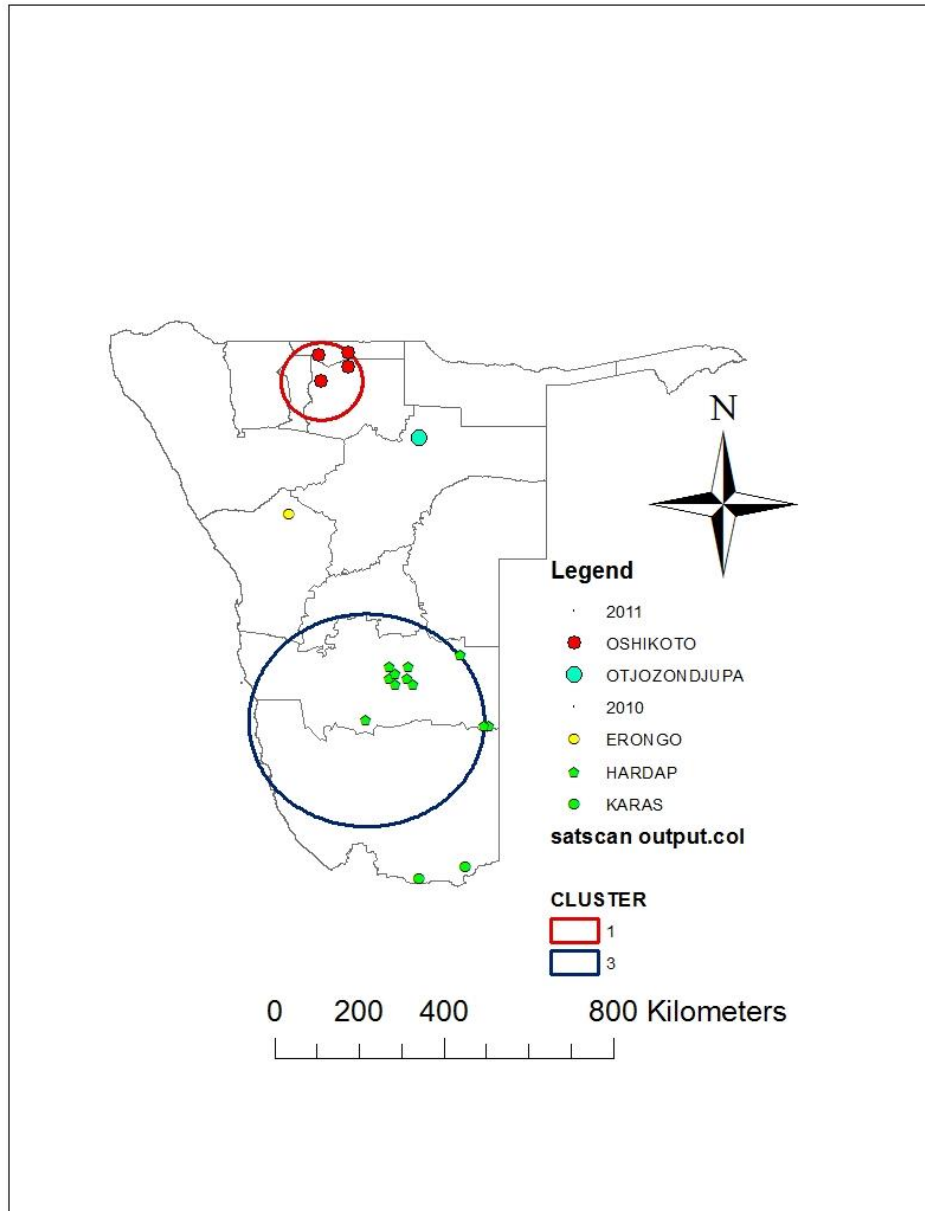 N
Legend
2011
OSHIKOTO
OTJOZONDJUPA
2010
ERONGO
HARDAP
KARAS
satscan output.col
CLUSTER
1
3
0 200 400 800 Kilometers